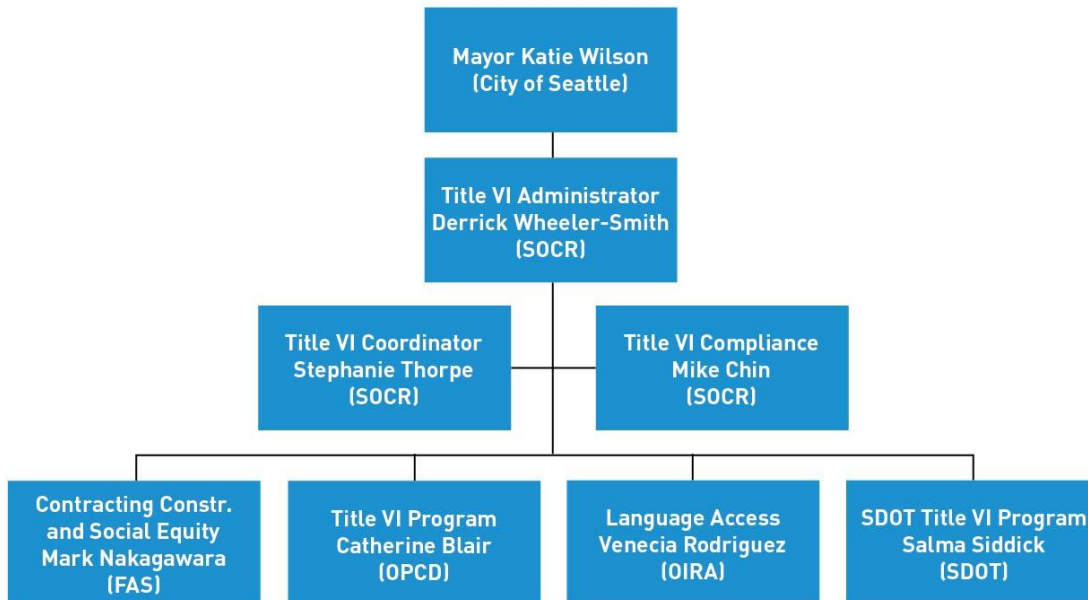 Mayor Katie Wilson
(City of Seattle)
Title VI Administrator
Derrick Wheeler-Smith
(SOCR)
Title VI Coordinator
Stephanie Thorpe
(SOCR)
Title VI Compliance
Mike Chin
(SOCR)
Contracting Constr.
and Social Equity
Mark Nakagawara
(FAS)
Title VI Program
Catherine Blair
(OPCD)
Language Access
Venecia Rodriguez
(OIRA)
SDOT Title VI Program
Salma Siddick
(SDOT)